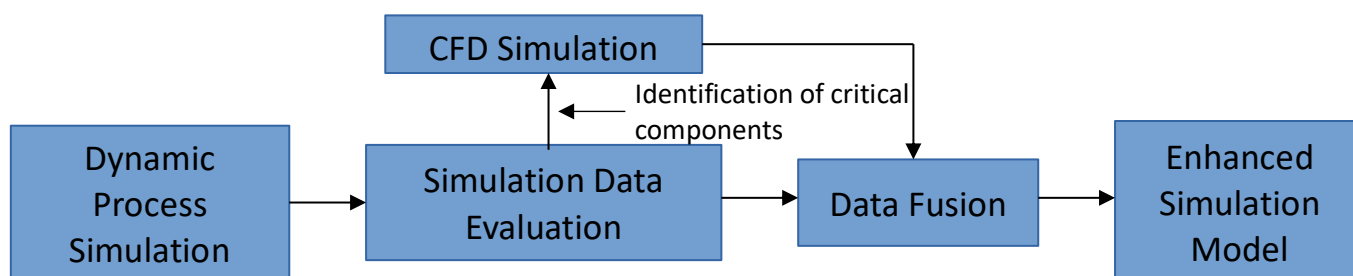 CFD Simulation
Identification of critical
components
Dynamic
Process
Simulation
Simulation Data
Evaluation
Data Fusion
Enhanced
Simulation
Model